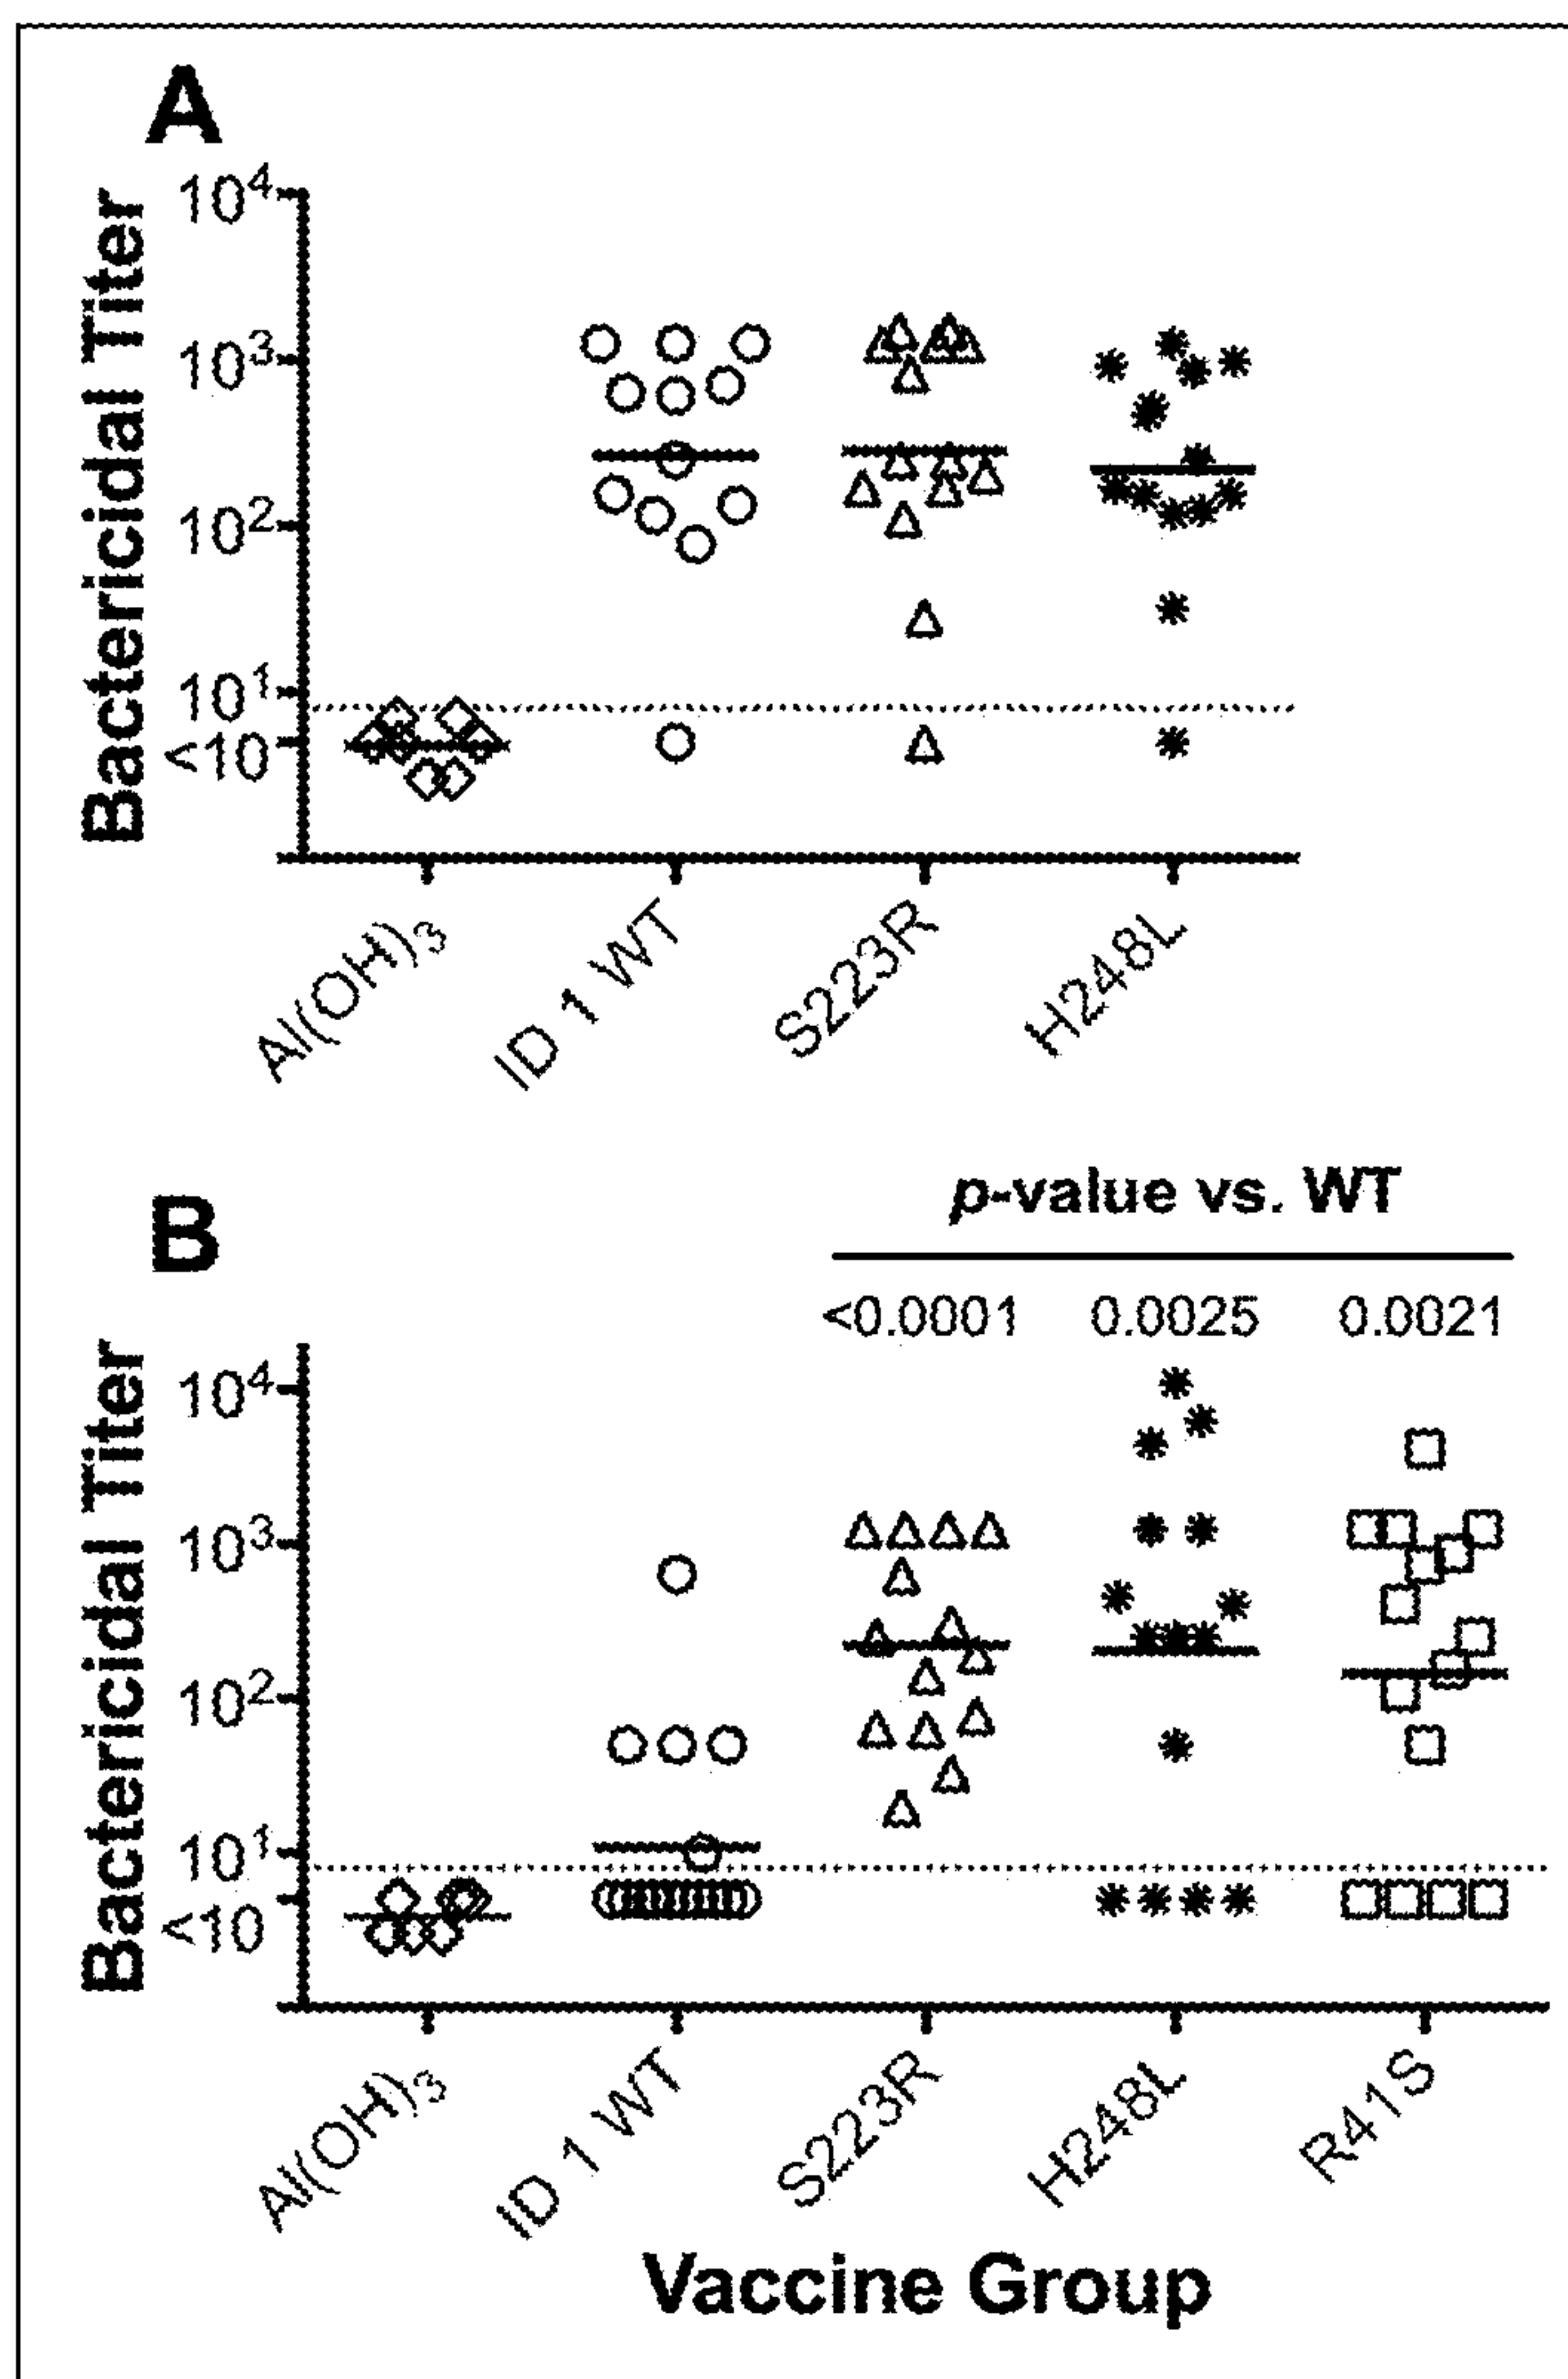 A
Bactericidal Titer
10⁴
10³
10²
10¹
<10
Al(OH)₃
ID 1 WT
S223R
H248L
B
p-value vs. WT
<0.0001 0.0025 0.0021
Bactericidal Titer
10⁴
10³
10²
10¹
<10
Al(OH)₃
ID 1 WT
S223R
H248L
R41S
Vaccine Group